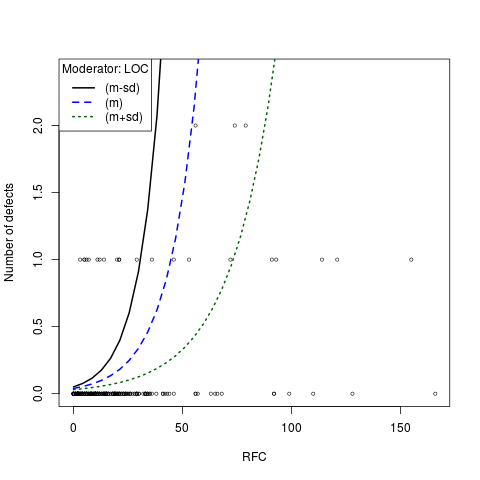 Moderator: LOC
(m-sd)
(m)
(m+sd)
Number of defects
2.0
1.5
1.0
0.5
0.0
0 50 100 150
RFC